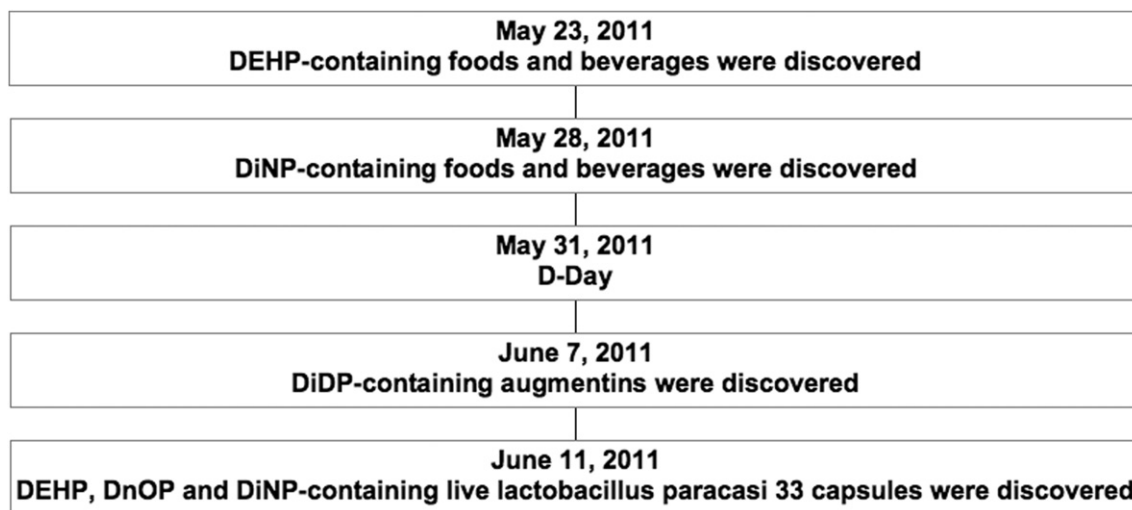 May 23, 2011
DEHP-containing foods and beverages were discovered
May 28, 2011
DiNP-containing foods and beverages were discovered
May 31, 2011
D-Day
June 7, 2011
DiDP-containing augmentins were discovered
June 11, 2011
DEHP, DnOP and DiNP-containing live lactobacillus paracasi 33 capsules were discovered